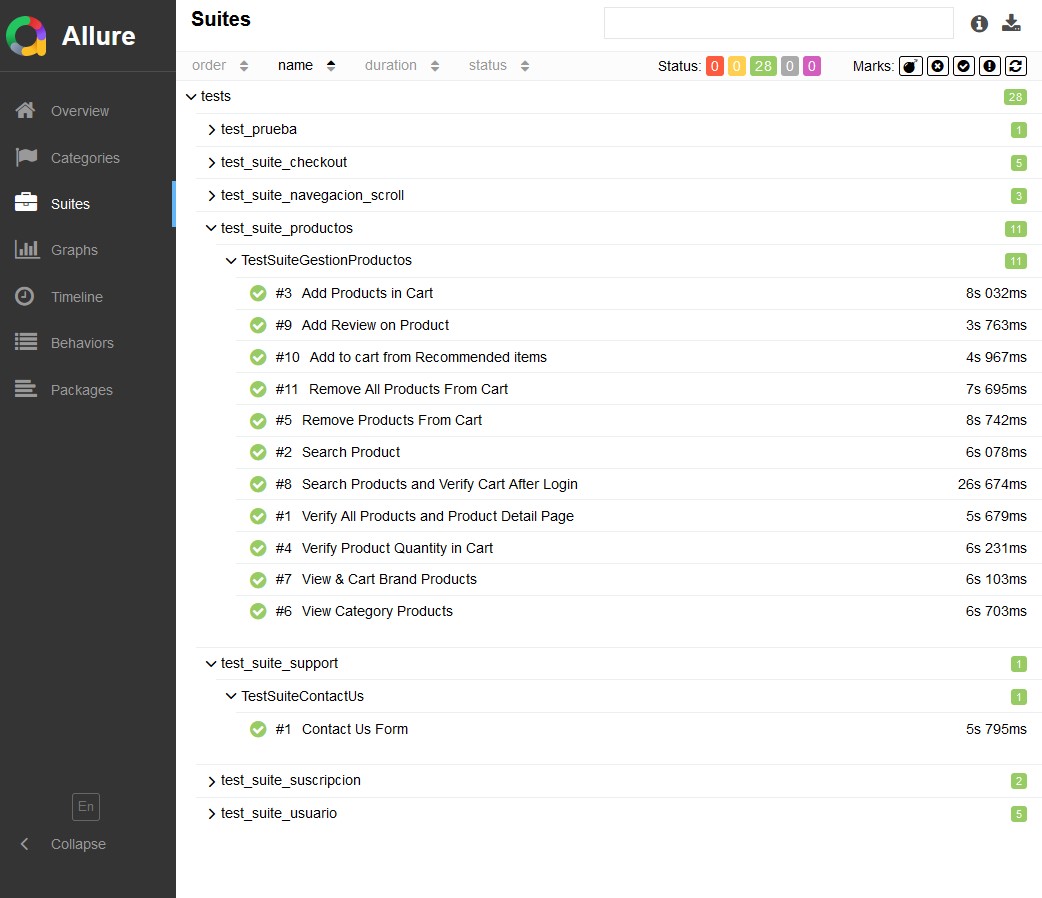 Allure
Overview
Categories
Suites
Graphs
Timeline
Behaviors
Packages
En
Collapse
Suites
order name duration status Status: 0 0 28 0 0 Marks:
tests 28
test_prueba 1
test_suite_checkout 5
test_suite_navegacion_scroll 3
test_suite_productos 11
TestSuiteGestionProductos 11
#3 Add Products in Cart 8s 032ms
#9 Add Review on Product 3s 763ms
#10 Add to cart from Recommended items 4s 967ms
#11 Remove All Products From Cart 7s 695ms
#5 Remove Products From Cart 8s 742ms
#2 Search Product 6s 078ms
#8 Search Products and Verify Cart After Login 26s 674ms
#1 Verify All Products and Product Detail Page 5s 679ms
#4 Verify Product Quantity in Cart 6s 231ms
#7 View & Cart Brand Products 6s 103ms
#6 View Category Products 6s 703ms
test_suite_support 1
TestSuiteContactUs 1
#1 Contact Us Form 5s 795ms
test_suite_suscripcion 2
test_suite_usuario 5